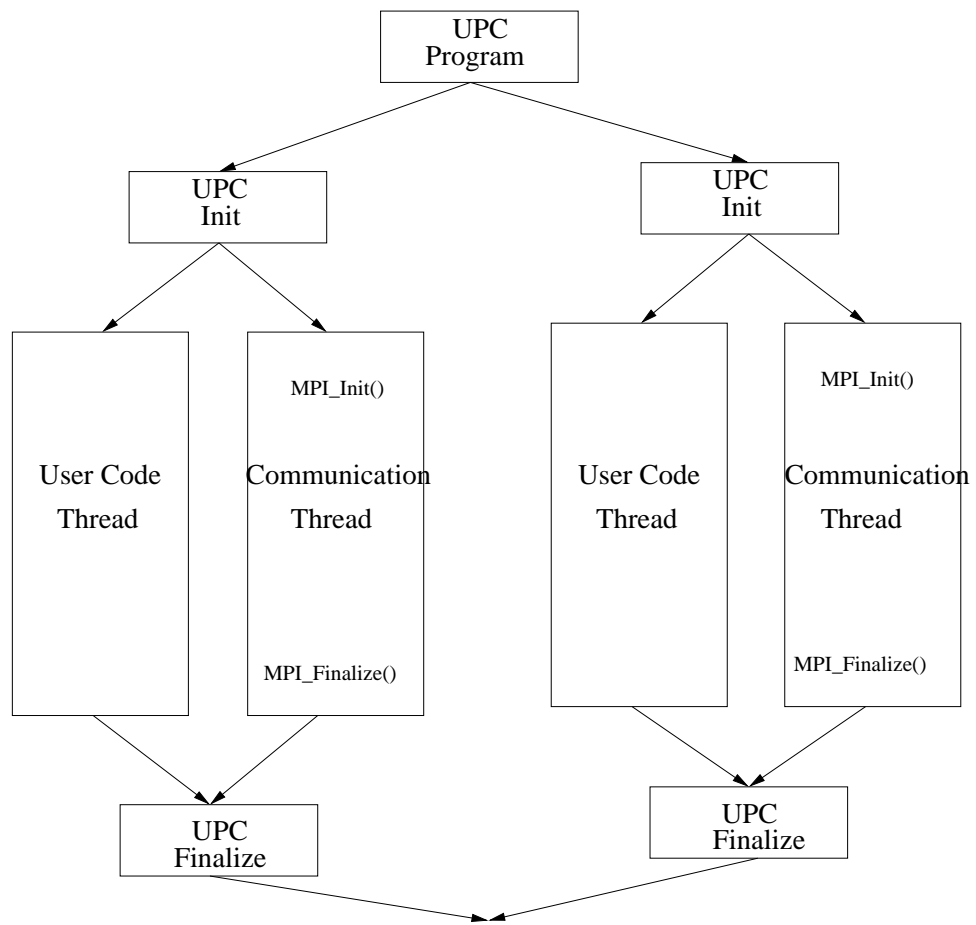 UPC
Program
UPC
Init
UPC
Init
MPI_Init()
User Code
Thread
Communication
Thread
MPI_Finalize()
MPI_Init()
User Code
Thread
Communication
Thread
MPI_Finalize()
UPC
Finalize
UPC
Finalize